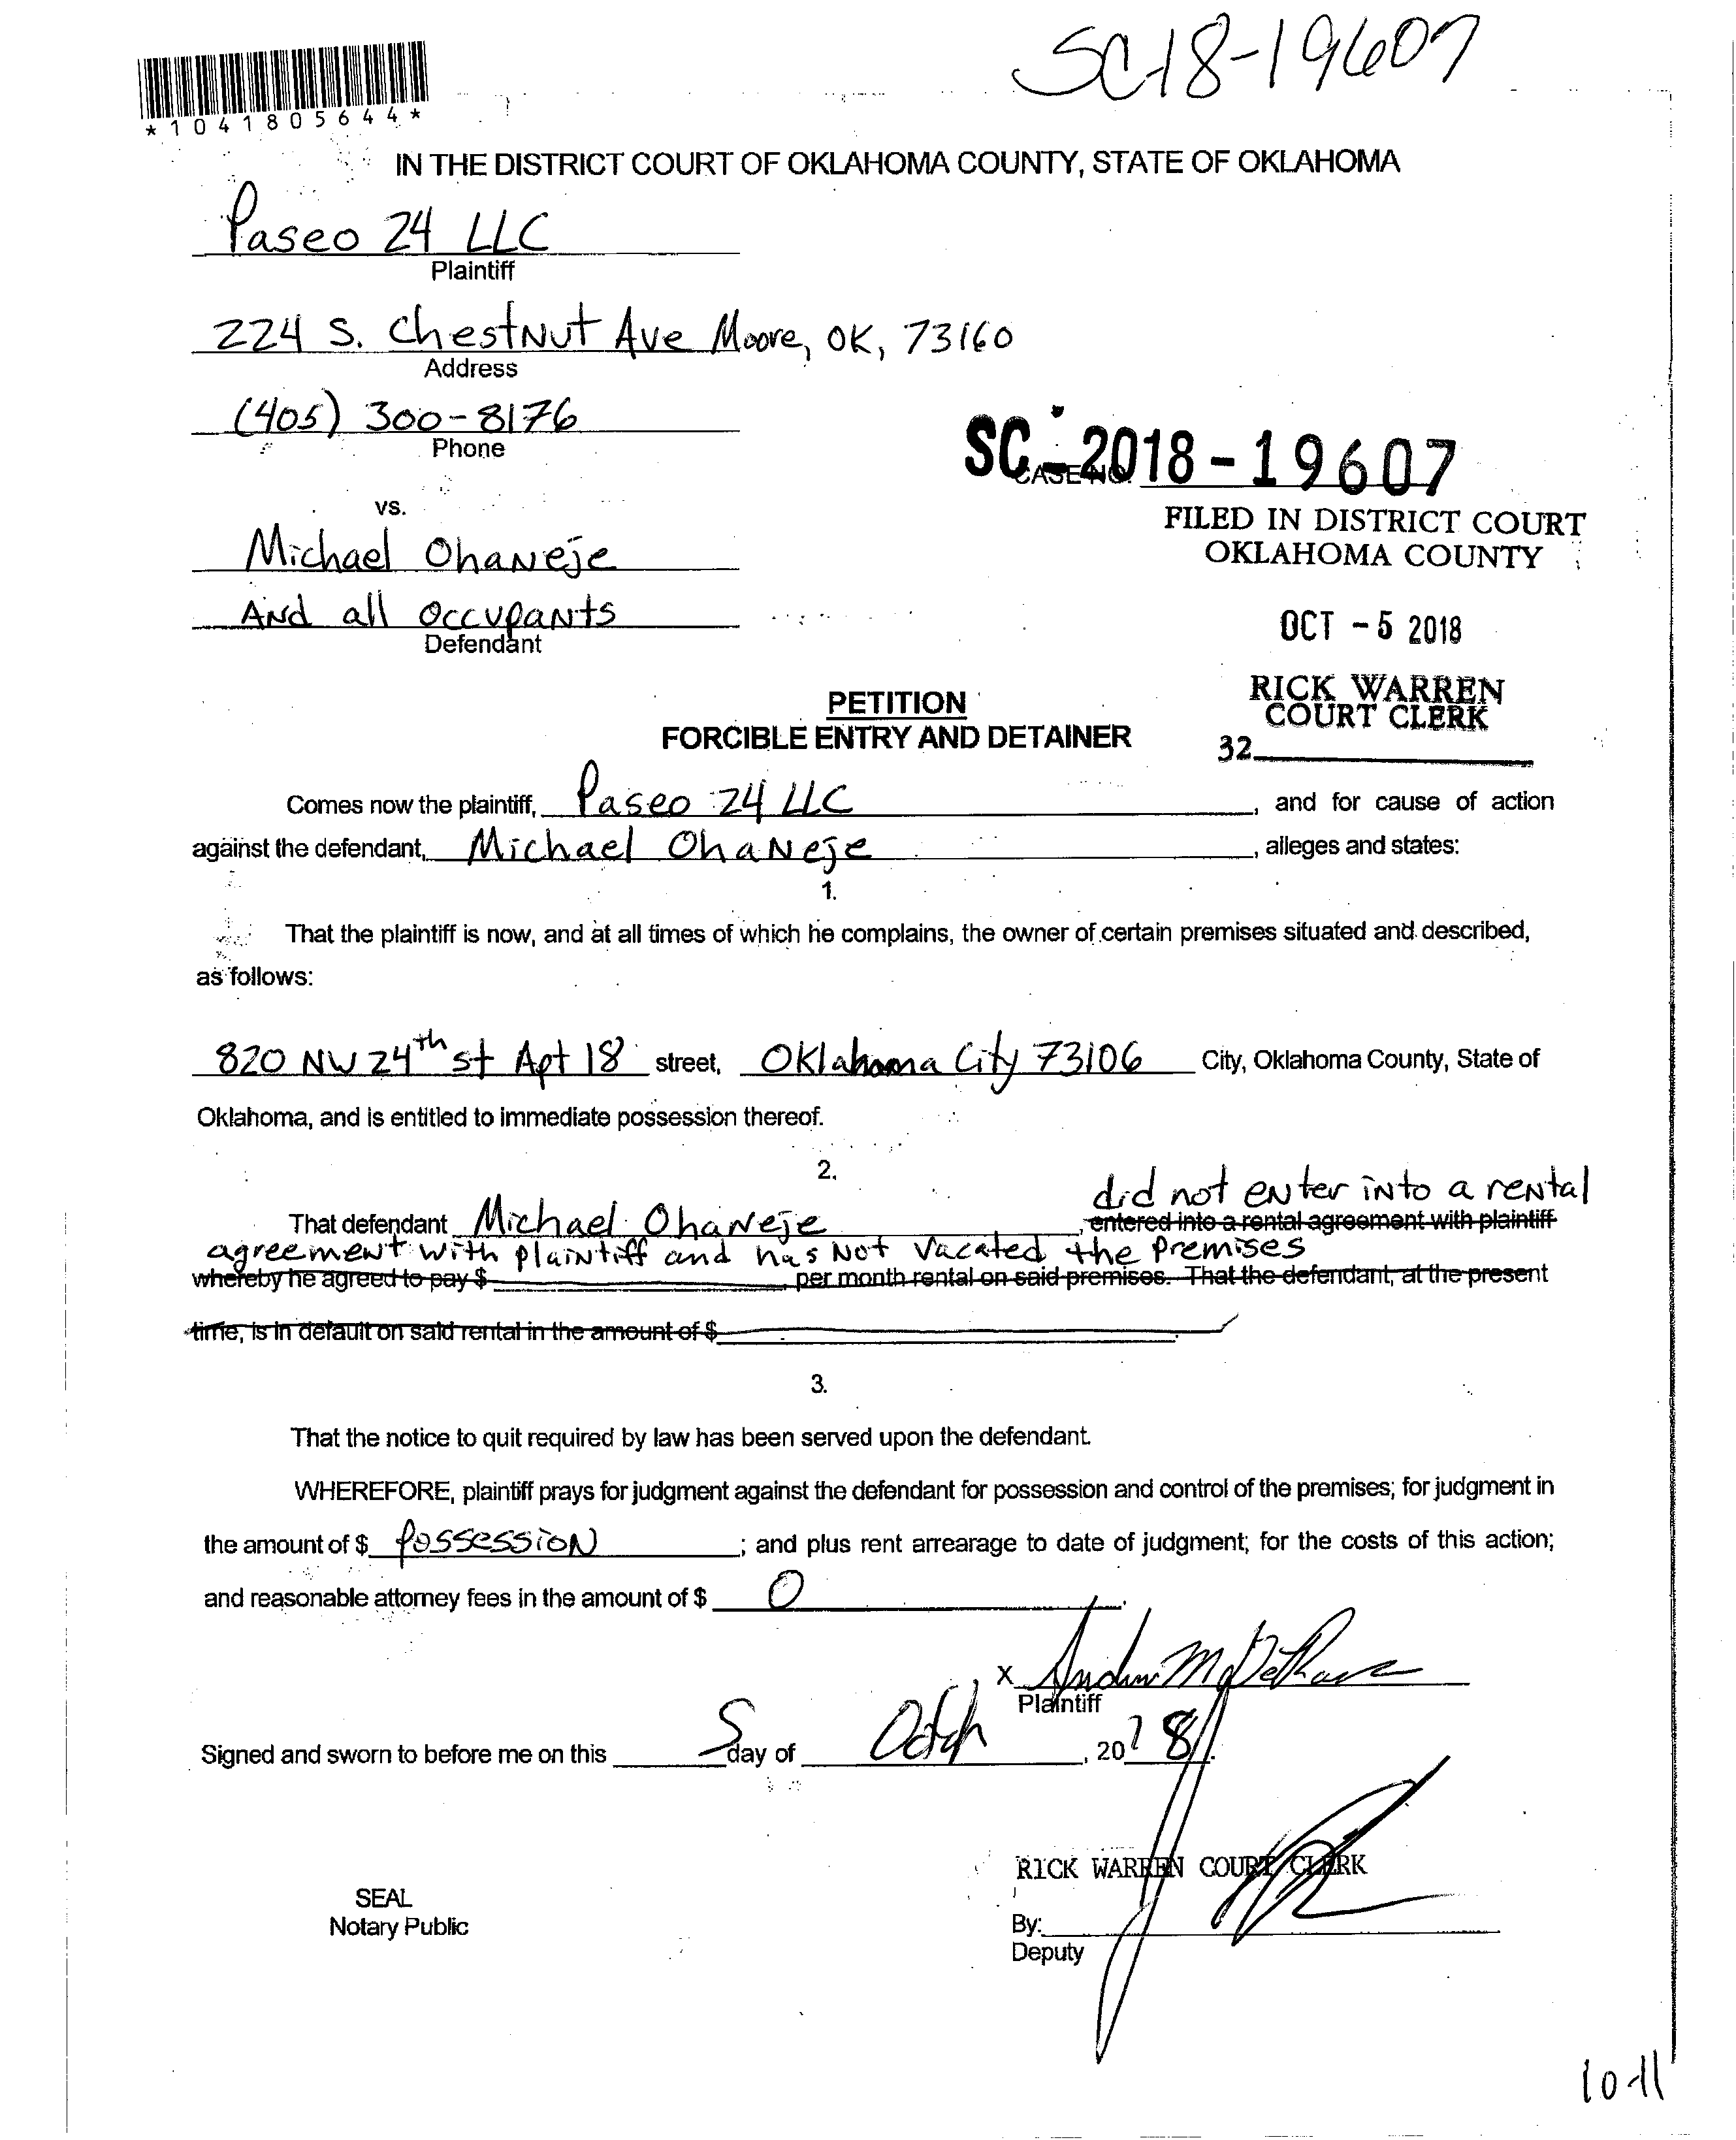 SC-18-19607
*1041805644*
IN THE DISTRICT COURT OF OKLAHOMA COUNTY, STATE OF OKLAHOMA
Paseo 24 LLC
Plaintiff
224 S. Chestnut Ave Moore, OK, 73160
Address
(405) 300-8176
Phone
SC-2018-19607
CASE NO.
vs.
FILED IN DISTRICT COURT
OKLAHOMA COUNTY
Michael Ohaneje
And all occupants
Defendant
OCT -5 2018
PETITION
FORCIBLE ENTRY AND DETAINER
RICK WARREN
COURT CLERK
32
Comes now the plaintiff, Paseo 24 LLC, and for cause of action
against the defendant, Michael Ohaneje, alleges and states:
1.
That the plaintiff is now, and at all times of which he complains, the owner of certain premises situated and described,
as follows:
820 NW 24th st Apt 18 street, Oklahoma City 73106 City, Oklahoma County, State of
Oklahoma, and is entitled to immediate possession thereof.
2.
did not enter into a rental
That defendant Michael Ohaneje, entered into a rental agreement with plaintiff
agreement with plaintiff and has not vacated the premises
whereby he agreed to pay $ per month rental on said premises. That the defendant, at the present
time, is in default on said rental in the amount of $
3.
That the notice to quit required by law has been served upon the defendant.
WHEREFORE, plaintiff prays for judgment against the defendant for possession and control of the premises; for judgment in
the amount of $ Possession; and plus rent arrearage to date of judgment; for the costs of this action;
and reasonable attorney fees in the amount of $ 0.
X
Plaintiff
Signed and sworn to before me on this 5 day of , 2018.
RICK WARREN COURT CLERK
SEAL
Notary Public
By:
Deputy
10-11